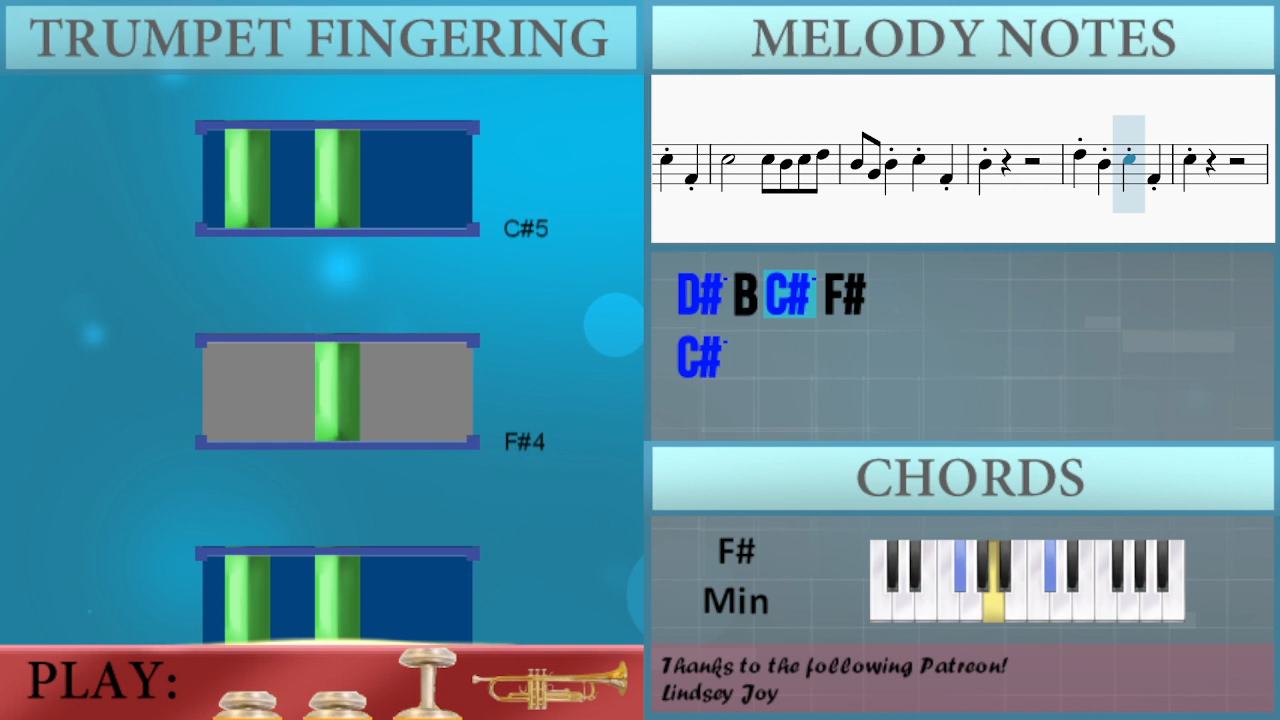 TRUMPET FINGERING
C#5
F#4
PLAY:
MELODY NOTES
D#- B C#- F#
C#-
CHORDS
F#
Min
Thanks to the following Patreon!
Lindsey Joy